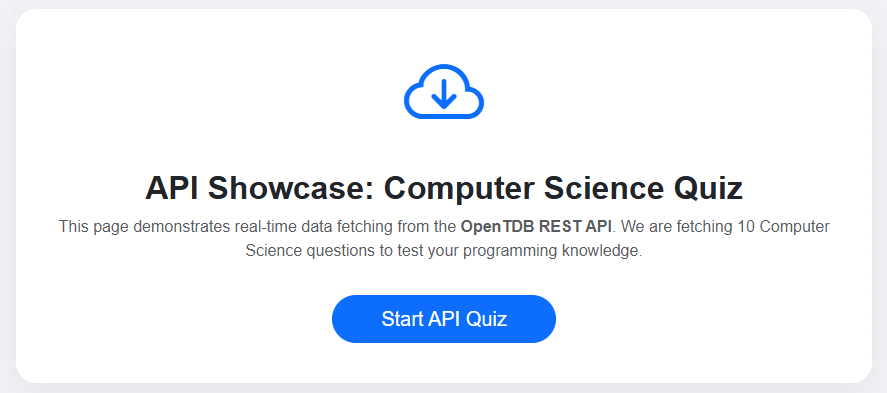 API Showcase: Computer Science Quiz
This page demonstrates real-time data fetching from the OpenTDB REST API. We are fetching 10 Computer
Science questions to test your programming knowledge.
Start API Quiz